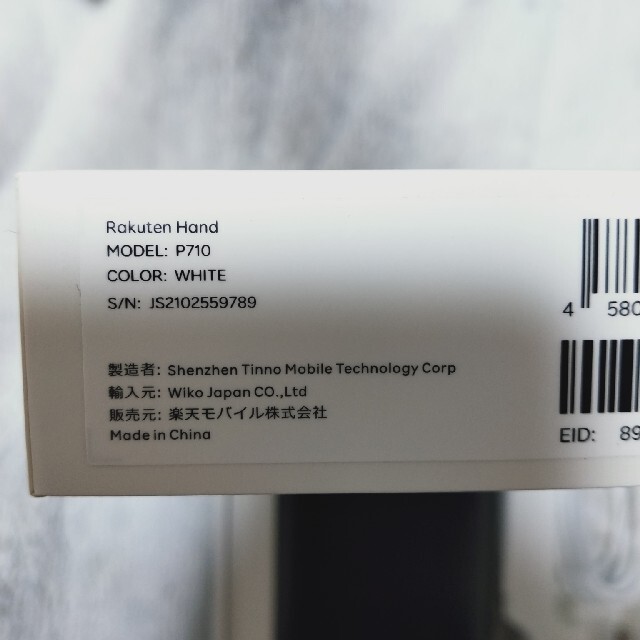 Rakuten Hand
MODEL: P710
COLOR: WHITE
S/N: JS2102559789
製造者: Shenzhen Tinno Mobile Technology Corp
輸入元: Wiko Japan CO.,Ltd
販売元: 楽天モバイル株式会社
Made in China
4 580
EID: 89